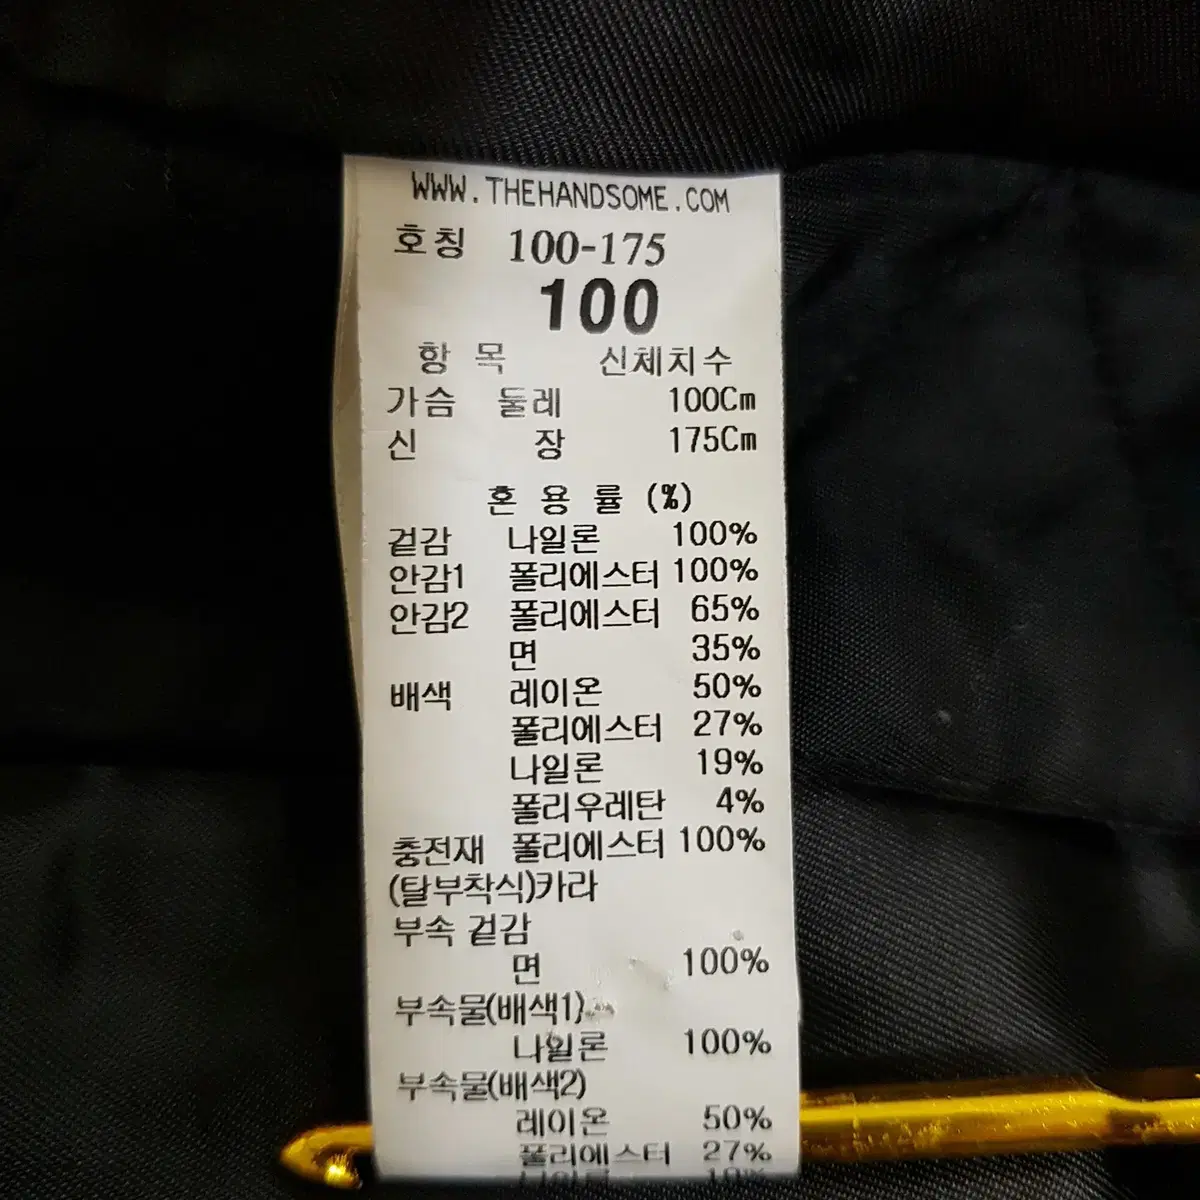 WWW.THEHANDSOME.COM
호칭 100-175
100
항 목 신체치수
가슴 둘레 100Cm
신 장 175Cm
혼 용 률 (%)
겉감 나일론 100%
안감1 폴리에스터 100%
안감2 폴리에스터 65%
면 35%
배색 레이온 50%
폴리에스터 27%
나일론 19%
폴리우레탄 4%
충전재 폴리에스터 100%
(탈부착식)카라
부속 겉감
면 100%
부속물(배색1)
나일론 100%
부속물(배색2)
레이온 50%
폴리에스터 27%